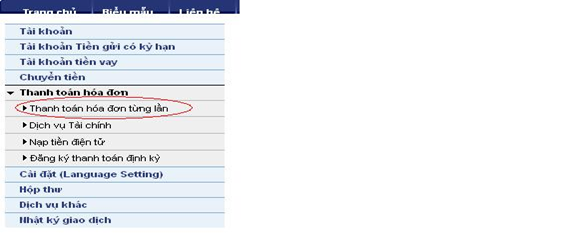 Trang chủ Biểu mẫu Liên hệ
Tài khoản
Tài khoản Tiền gửi có kỳ hạn
Tài khoản tiền vay
Chuyển tiền
Thanh toán hóa đơn
Thanh toán hóa đơn từng lần
Dịch vụ Tài chính
Nạp tiền điện tử
Đăng ký thanh toán định kỳ
Cài đặt (Language Setting)
Hộp thư
Dịch vụ khác
Nhật ký giao dịch